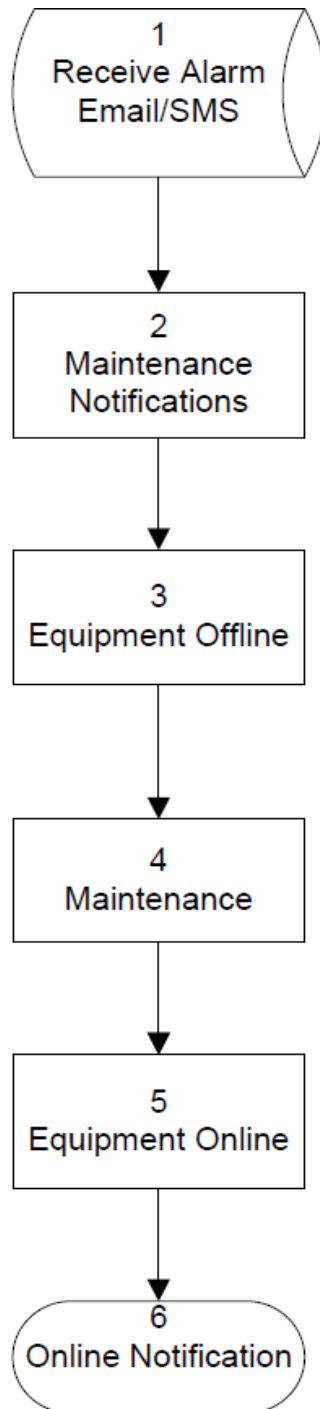 1
Receive Alarm
Email/SMS
2
Maintenance
Notifications
3
Equipment Offline
4
Maintenance
5
Equipment Online
6
Online Notification